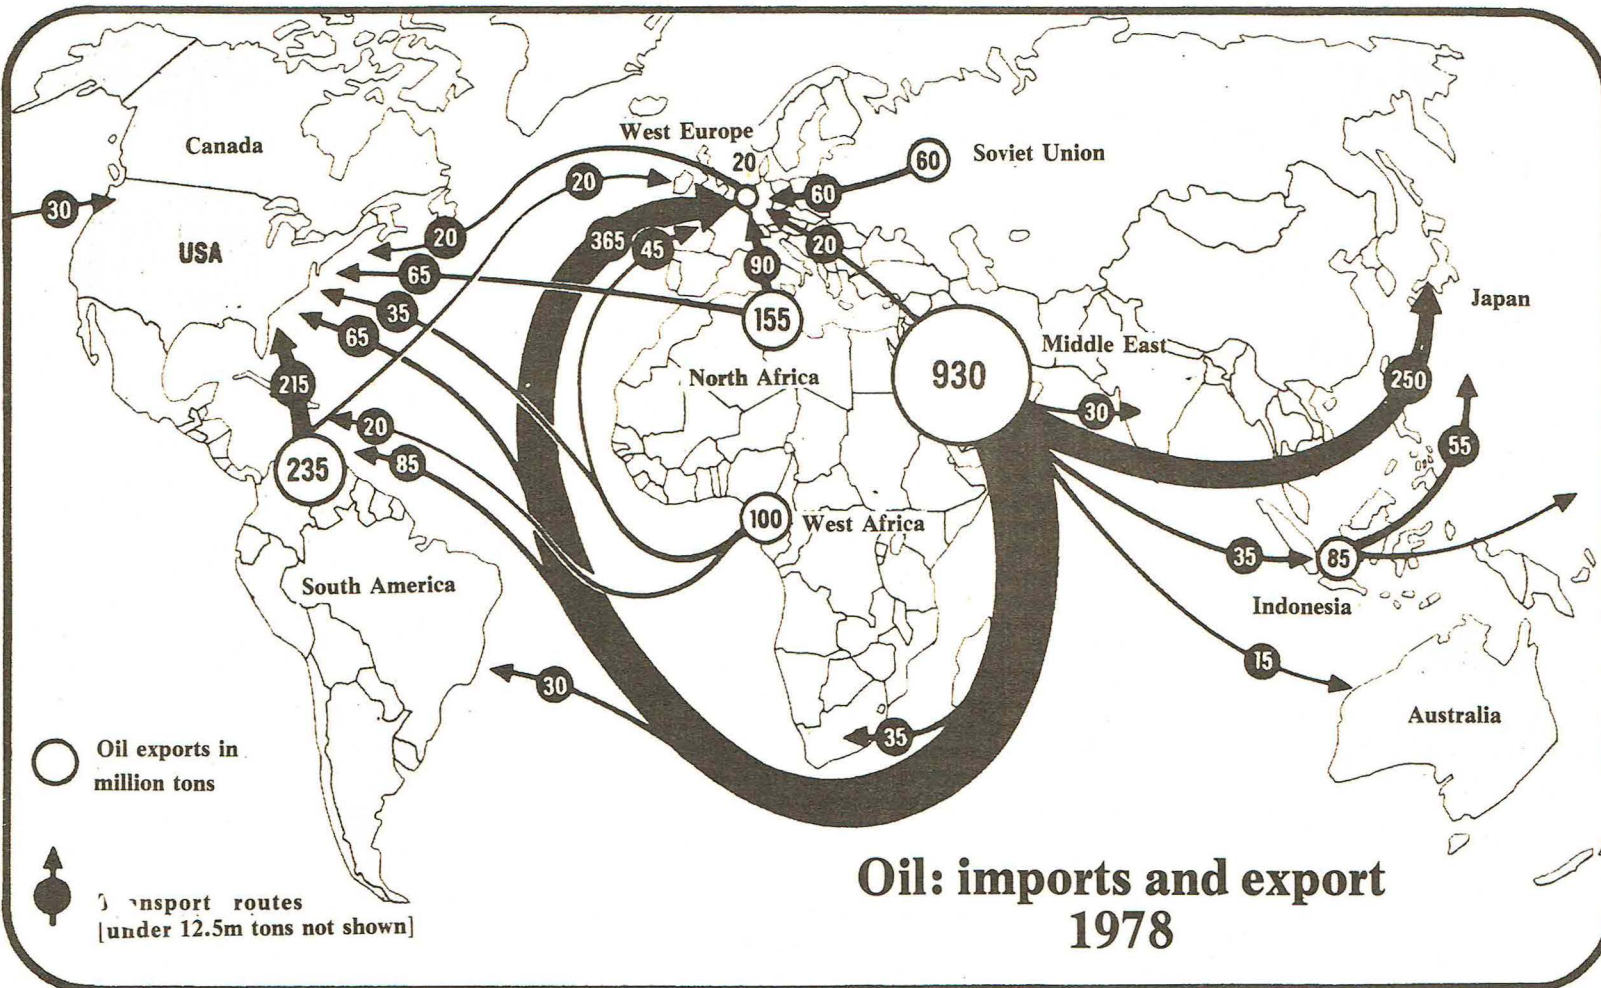 West Europe
20
60
Soviet Union
Canada
20
60
30
USA
20
365
45
20
90
65
Japan
35
155
65
Middle East
North Africa
930
215
250
30
20
55
85
235
100
West Africa
35
85
South America
Indonesia
15
30
Australia
35
Oil exports in
million tons
routes
[under 12.5m tons not shown]
Oil: imports and export
1978